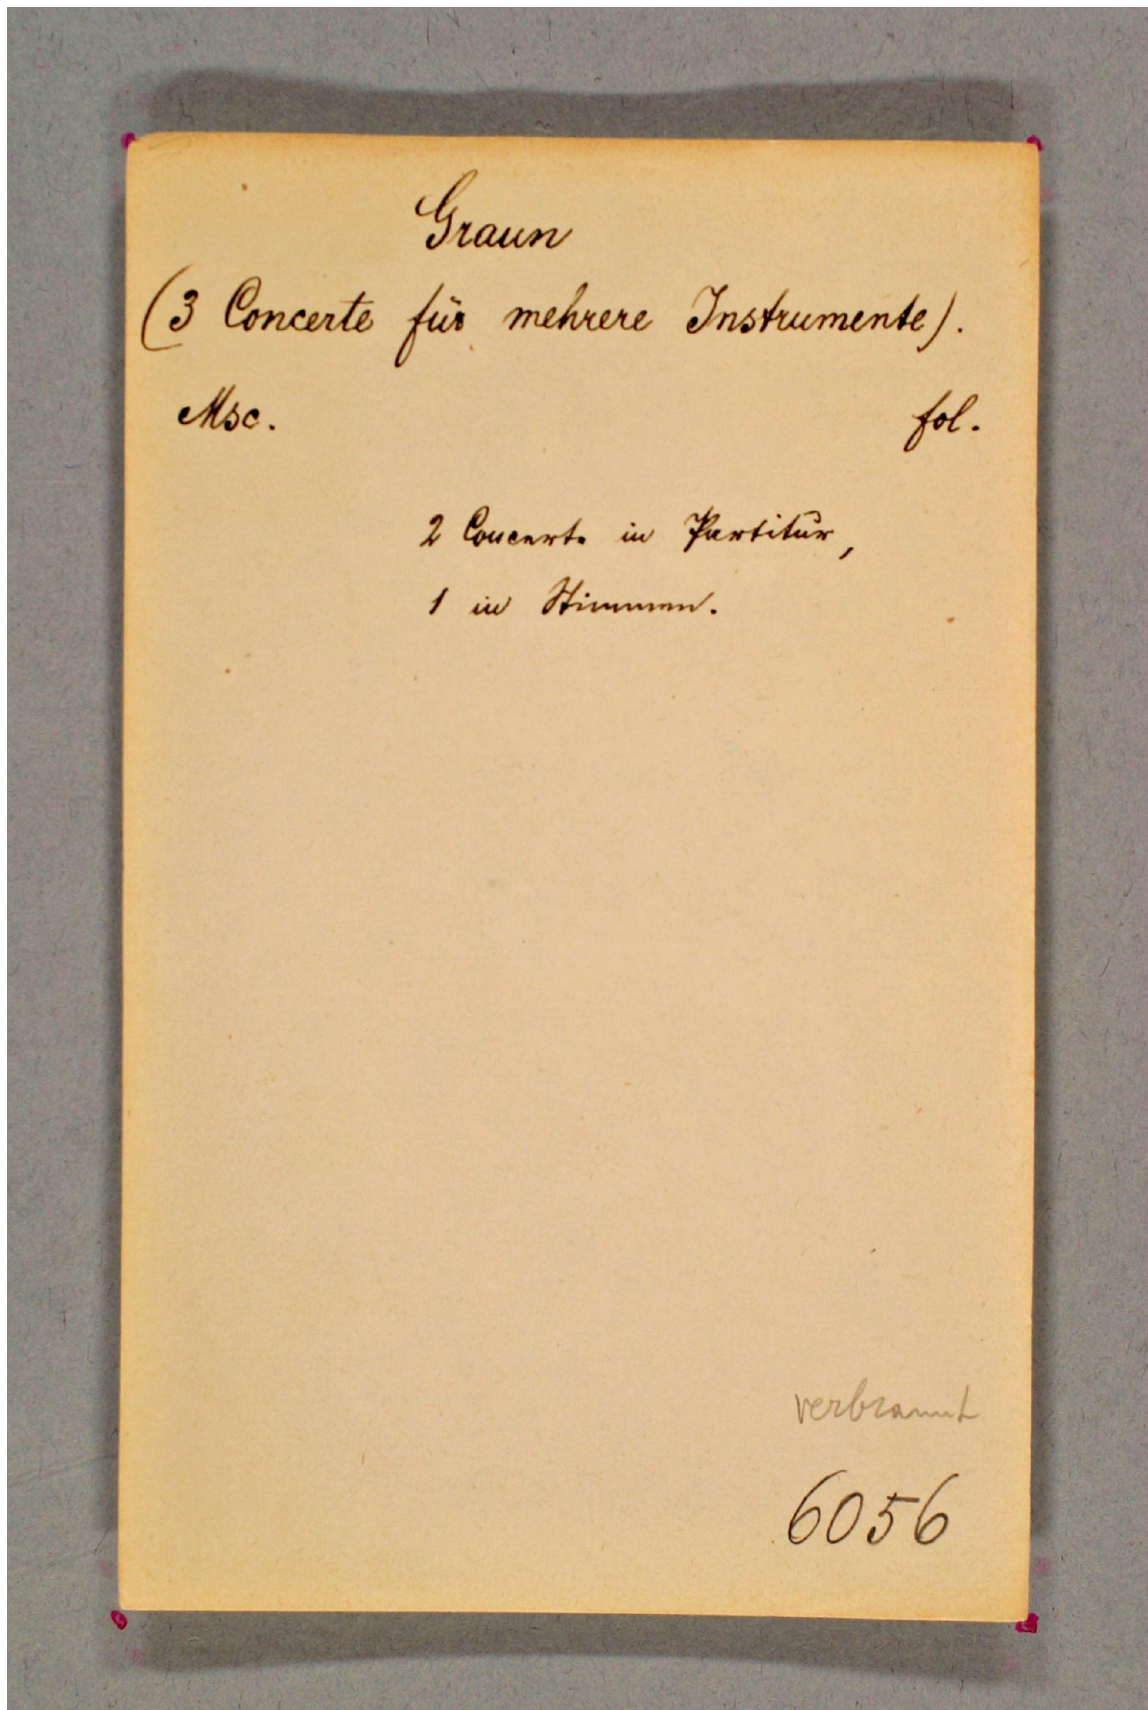 Graun
(3 Concerte für mehrere Instrumente).
Msc. fol.
2 Concerte in Partitur,
1 in Stimmen.
verbrannt
6056